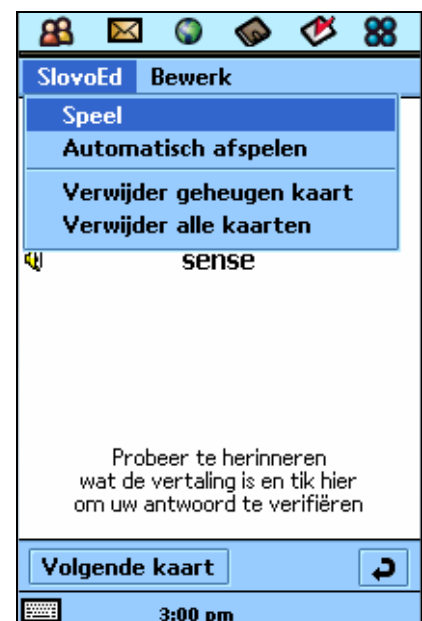 SlovoEd Bewerk
Speel
Automatisch afspelen
Verwijder geheugen kaart
Verwijder alle kaarten
sense
Probeer te herinneren
wat de vertaling is en tik hier
om uw antwoord te verifiëren
Volgende kaart
3:00 pm